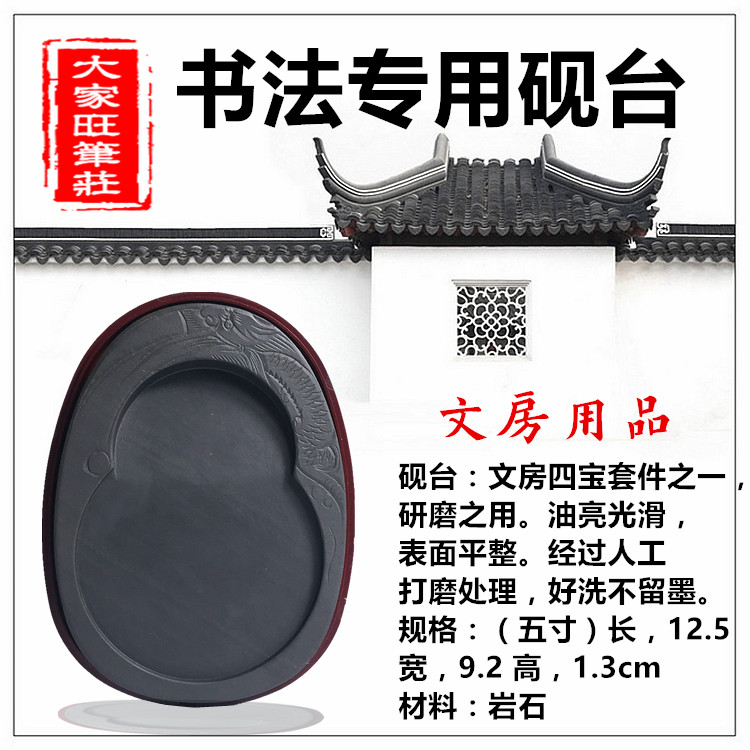 大家旺筆莊
书法专用砚台
文房用品
砚台：文房四宝套件之一，
研磨之用。油亮光滑，
表面平整。经过人工
打磨处理，好洗不留墨。
规格：（五寸）长，12.5
宽，9.2 高，1.3cm
材料：岩石